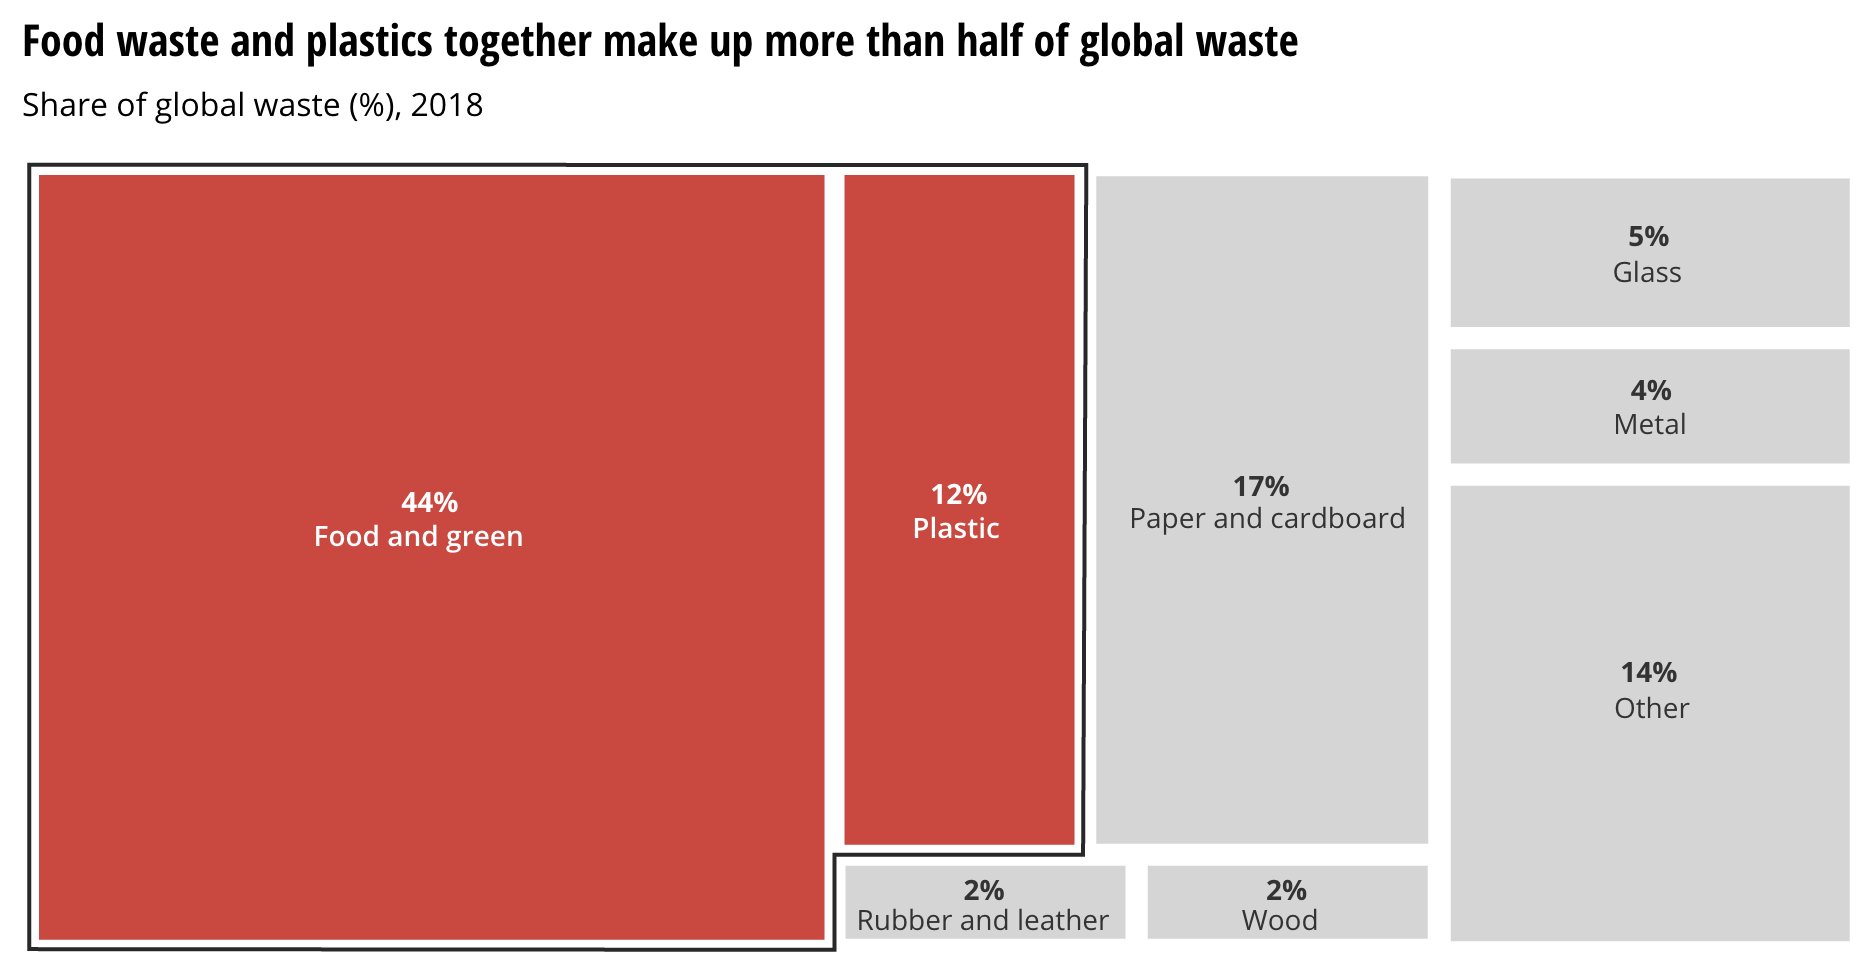 Food waste and plastics together make up more than half of global waste
Share of global waste (%), 2018
44%
Food and green
12%
Plastic
17%
Paper and cardboard
5%
Glass
4%
Metal
14%
Other
2%
Rubber and leather
2%
Wood